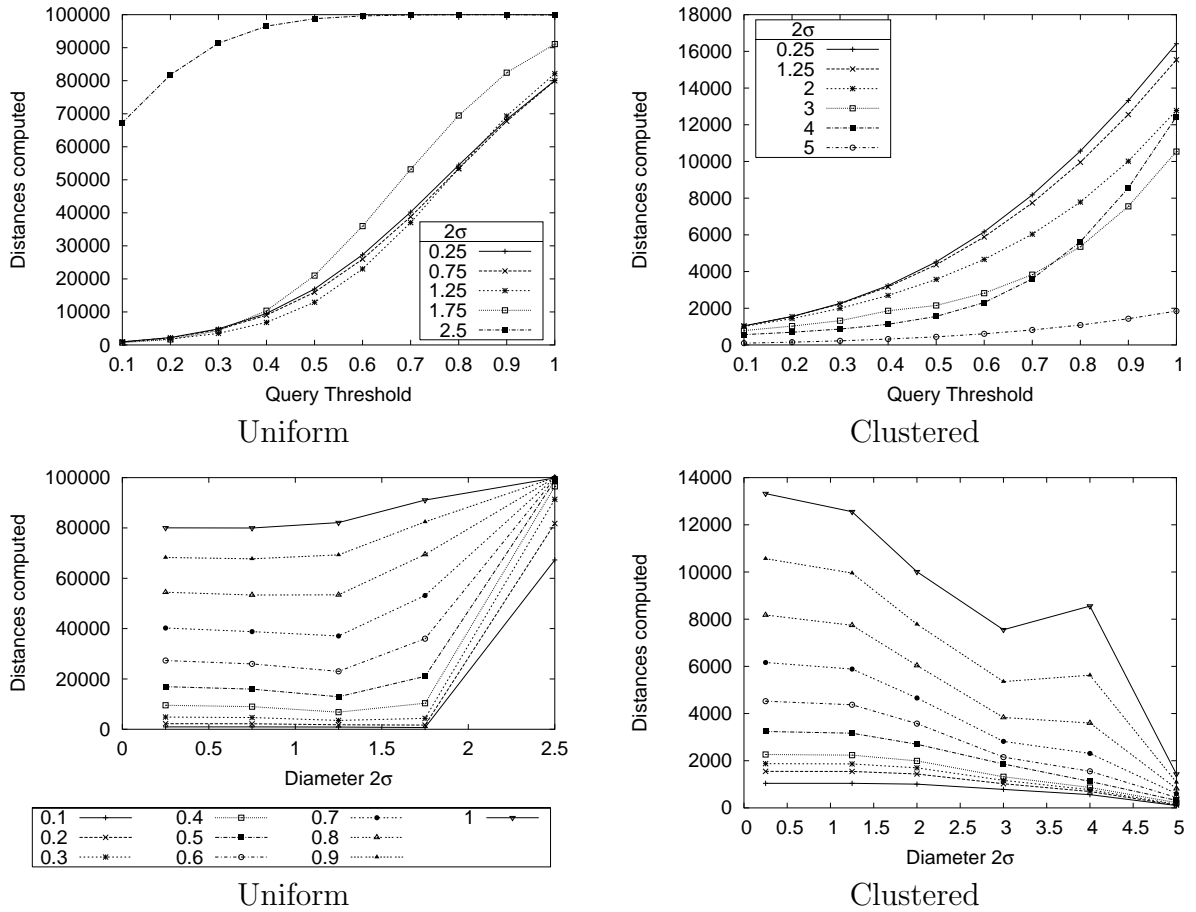 100000
90000
80000
70000
60000
50000
40000
30000
20000
10000
0
0.1 0.2 0.3 0.4 0.5 0.6 0.7 0.8 0.9 1
Distances computed
Query Threshold
2σ
0.25
0.75
1.25
1.75
2.5
Uniform
18000
16000
14000
12000
10000
8000
6000
4000
2000
0
0.1 0.2 0.3 0.4 0.5 0.6 0.7 0.8 0.9 1
Distances computed
Query Threshold
2σ
0.25
1.25
2
3
4
5
Clustered
100000
80000
60000
40000
20000
0
0 0.5 1 1.5 2 2.5
Distances computed
Diameter 2σ
0.1 0.4 0.7 1
0.2 0.5 0.8
0.3 0.6 0.9
Uniform
14000
12000
10000
8000
6000
4000
2000
0
0 0.5 1 1.5 2 2.5 3 3.5 4 4.5 5
Distances computed
Diameter 2σ
Clustered